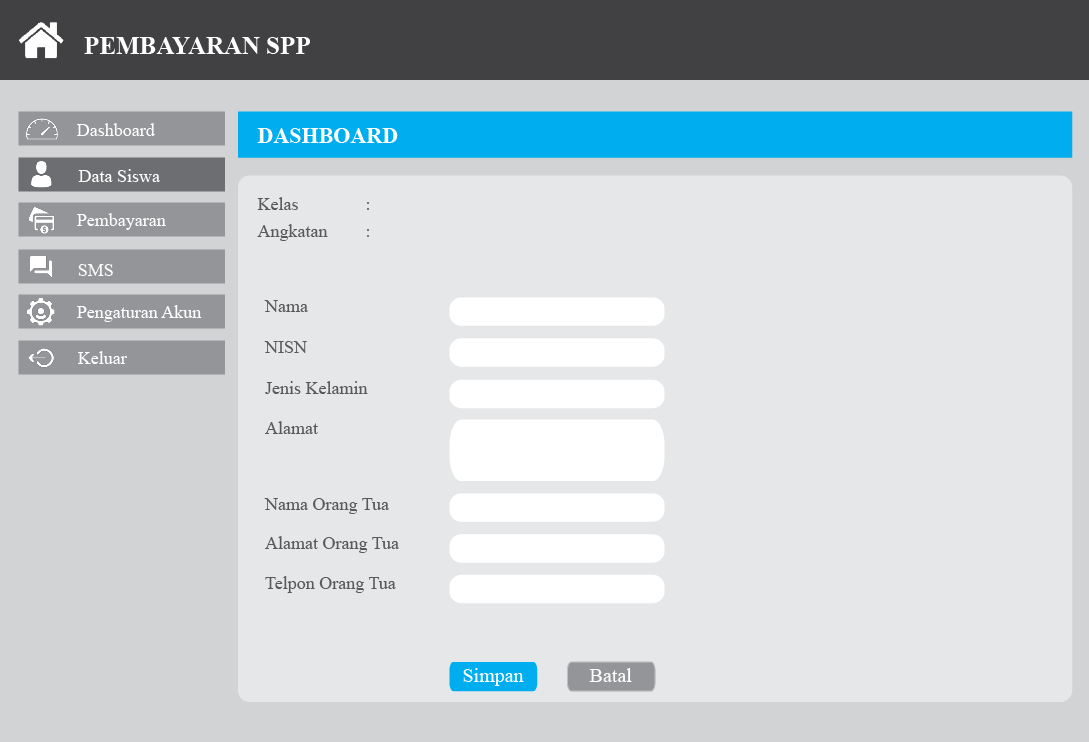 PEMBAYARAN SPP
Dashboard
Data Siswa
Pembayaran
SMS
Pengaturan Akun
Keluar
DASHBOARD
Kelas :
Angkatan :
Nama
NISN
Jenis Kelamin
Alamat
Nama Orang Tua
Alamat Orang Tua
Telpon Orang Tua
Simpan Batal